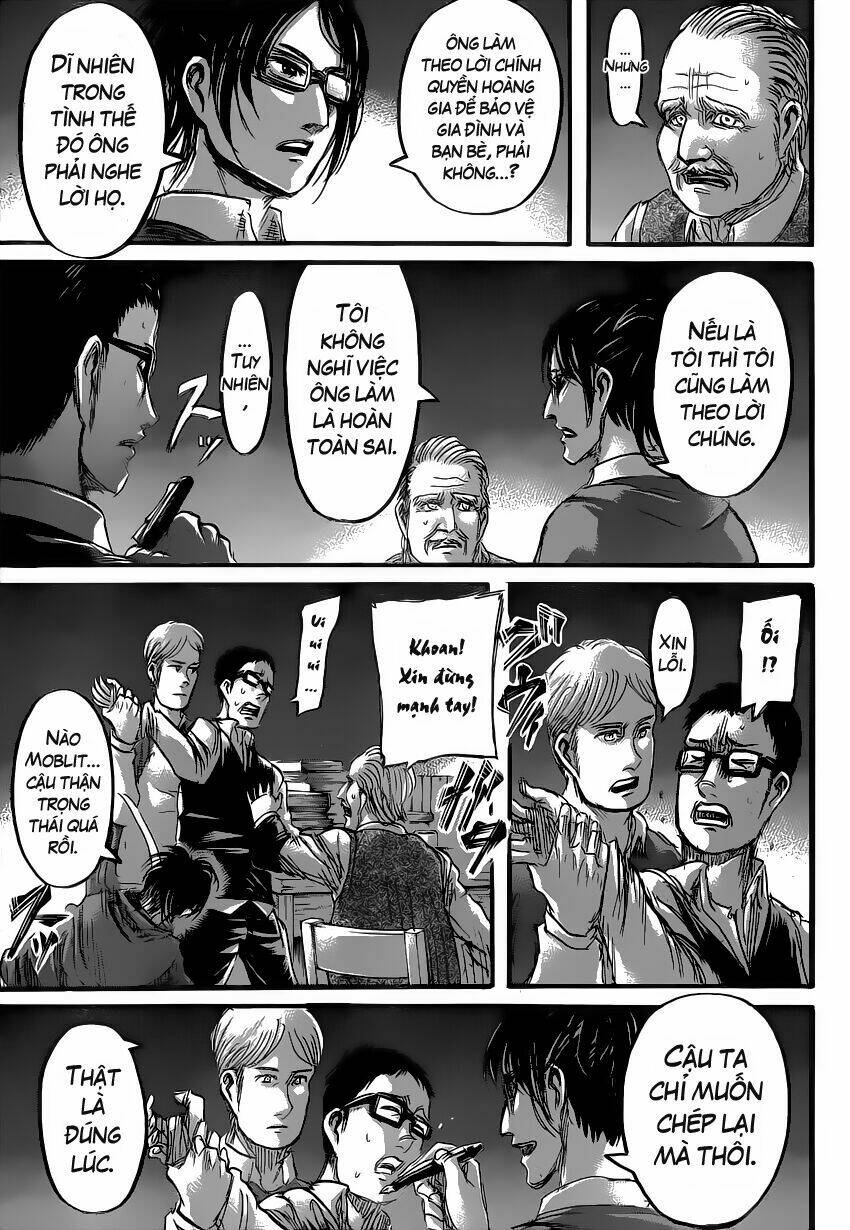 ...
NHƯNG
...
ÔNG LÀM
THEO LỜI CHÍNH
QUYỀN HOÀNG
GIA ĐỂ BẢO VỆ
GIA ĐÌNH VÀ
BẠN BÈ, PHẢI
KHÔNG...?
DĨ NHIÊN
TRONG
TÌNH THẾ
ĐÓ ÔNG
PHẢI NGHE
LỜI HỌ.
NẾU LÀ
TÔI THÌ TÔI
CŨNG LÀM
THEO LỜI
CHÚNG.
TÔI
KHÔNG
NGHĨ VIỆC
ÔNG LÀM
LÀ HOÀN
TOÀN SAI.
...
TUY
NHIÊN
,
スッ
ỐI
!?
XIN
LỖI.
Khoan!
Xin đừng
mạnh tay!
Ui
ui
ui
...
NÀO
MOBLIT...
CẬU THẬN
TRỌNG
THÁI QUÁ
RỒI.
CẬU TA
CHỈ MUỐN
CHÉP LẠI
MÀ THÔI.
THẬT
LÀ
ĐÚNG
LÚC.